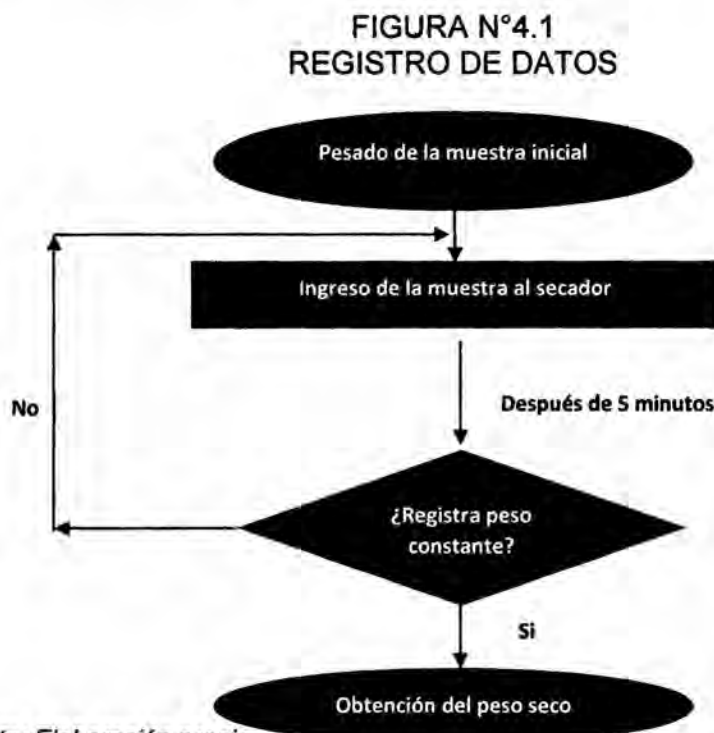 FIGURA N°4.1
REGISTRO DE DATOS
Pesado de la muestra inicial
Ingreso de la muestra al secador
No
Después de 5 minutos
¿Registra peso
constante?
Si
Obtención del peso seco